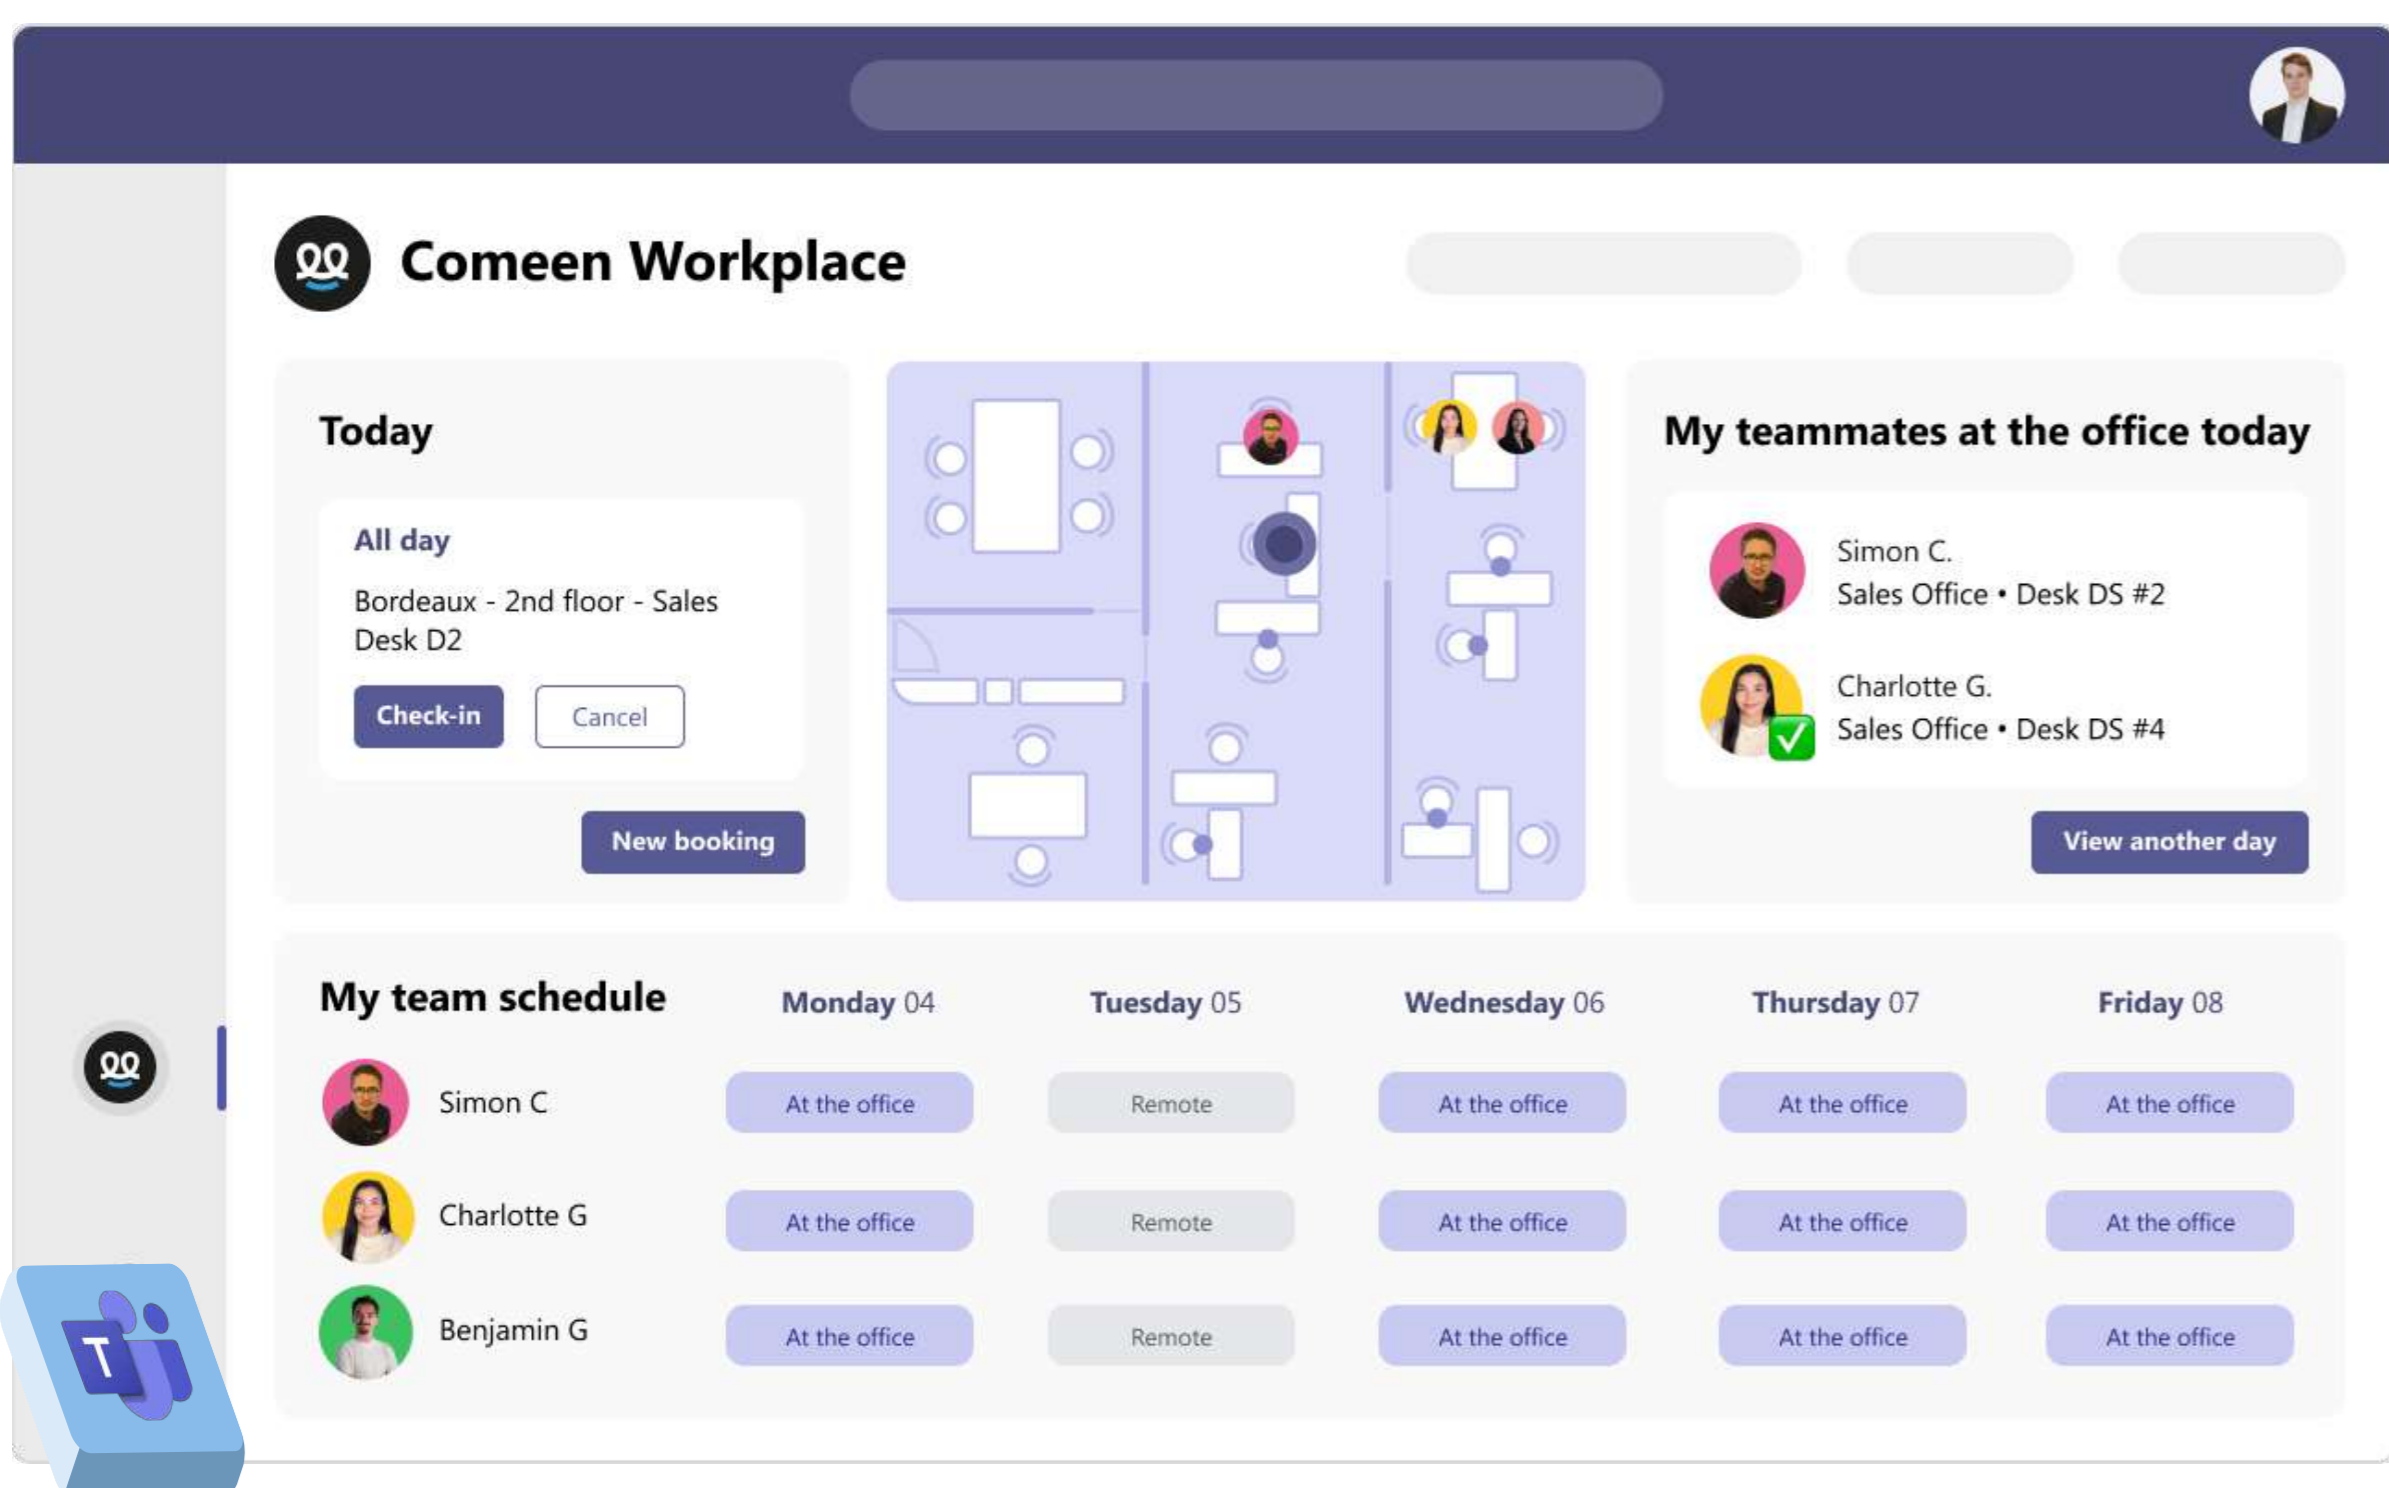 Comeen Workplace
Today
All day
Bordeaux - 2nd floor - Sales
Desk D2
Check-in
Cancel
New booking
My teammates at the office today
Simon C.
Sales Office • Desk DS #2
Charlotte G.
Sales Office • Desk DS #4
View another day
My team schedule
Monday 04
Tuesday 05
Wednesday 06
Thursday 07
Friday 08
Simon C
At the office
Remote
At the office
At the office
At the office
Charlotte G
At the office
Remote
At the office
At the office
At the office
Benjamin G
At the office
Remote
At the office
At the office
At the office
T